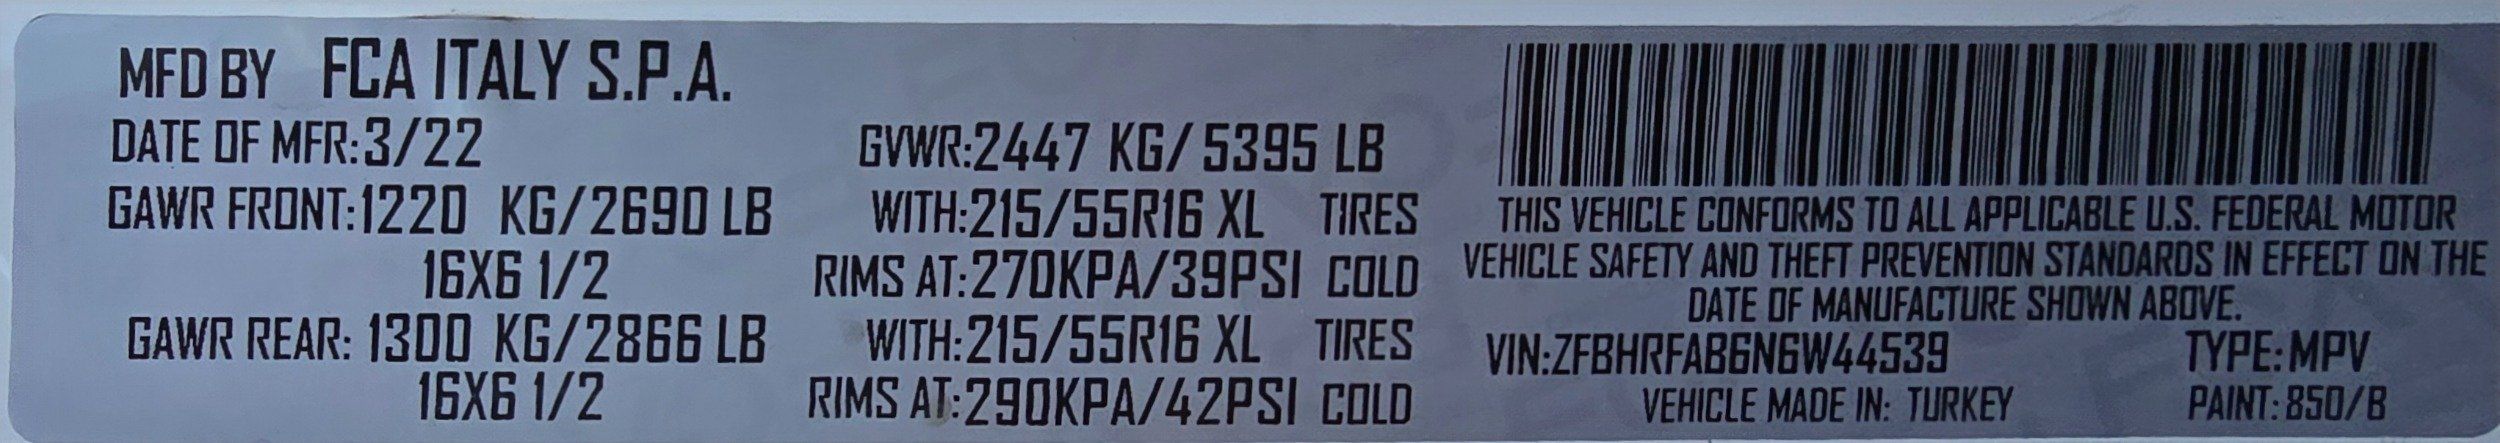 MFD BY FCA ITALY S.P.A.
DATE OF MFR:3/22
GVWR:2447 KG/ 5395 LB
GAWR FRONT:1220 KG/2690 LB WITH:215/55R16 XL TIRES
16X6 1/2 RIMS AT:270KPA/39PSI COLD
GAWR REAR: 1300 KG/2866 LB WITH:215/55R16 XL TIRES
16X6 1/2 RIMS AT:290KPA/42PSI COLD
THIS VEHICLE CONFORMS TO ALL APPLICABLE U.S. FEDERAL MOTOR
VEHICLE SAFETY AND THEFT PREVENTION STANDARDS IN EFFECT ON THE
DATE OF MANUFACTURE SHOWN ABOVE.
VIN:ZFBHRFAB6N6W44539 TYPE:MPV
VEHICLE MADE IN: TURKEY PAINT: 850/B